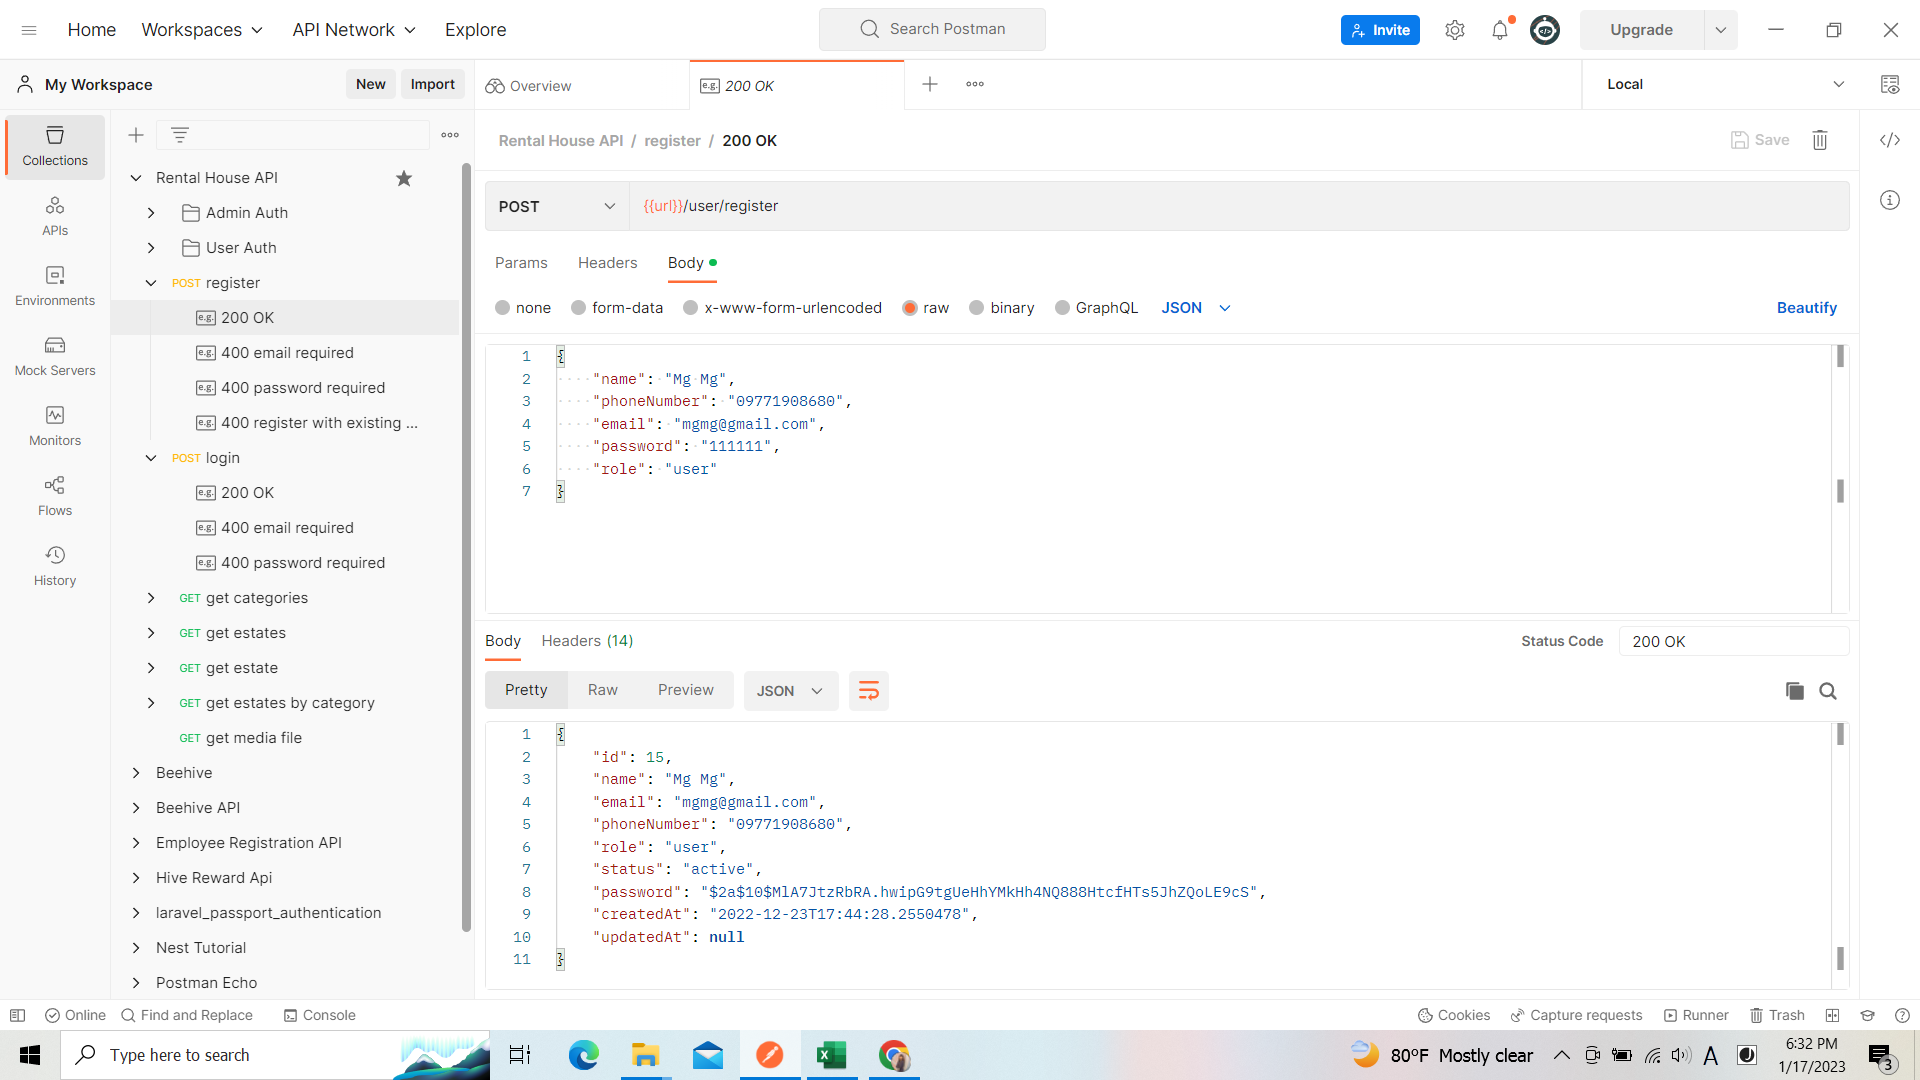 Home Workspaces API Network Explore Search Postman Invite Upgrade
My Workspace New Import Overview e.g. 200 OK Local
Collections
APIs
Environments
Mock Servers
Monitors
Flows
History
Rental House API
Admin Auth
User Auth
POST register
e.g. 200 OK
e.g. 400 email required
e.g. 400 password required
e.g. 400 register with existing ...
POST login
e.g. 200 OK
e.g. 400 email required
e.g. 400 password required
GET get categories
GET get estates
GET get estate
GET get estates by category
GET get media file
Beehive
Beehive API
Employee Registration API
Hive Reward Api
laravel_passport_authentication
Nest Tutorial
Postman Echo
Rental House API / register / 200 OK Save
POST {{url}}/user/register
Params Headers Body
none form-data x-www-form-urlencoded raw binary GraphQL JSON Beautify
1 {
2 "name": "Mg Mg",
3 "phoneNumber": "09771908680",
4 "email": "mgmg@gmail.com",
5 "password": "111111",
6 "role": "user"
7 }
Body Headers (14) Status Code 200 OK
Pretty Raw Preview JSON
1 {
2 "id": 15,
3 "name": "Mg Mg",
4 "email": "mgmg@gmail.com",
5 "phoneNumber": "09771908680",
6 "role": "user",
7 "status": "active",
8 "password": "$2a$10$MlA7JtzRbRA.hwipG9tgUeHhYMkHh4NQ888HtcfHTs5JhZQoLE9cS",
9 "createdAt": "2022-12-23T17:44:28.2550478",
10 "updatedAt": null
11 }
Online Find and Replace Console Cookies Capture requests Runner Trash
Type here to search 80°F Mostly clear A 6:32 PM
1/17/2023 3